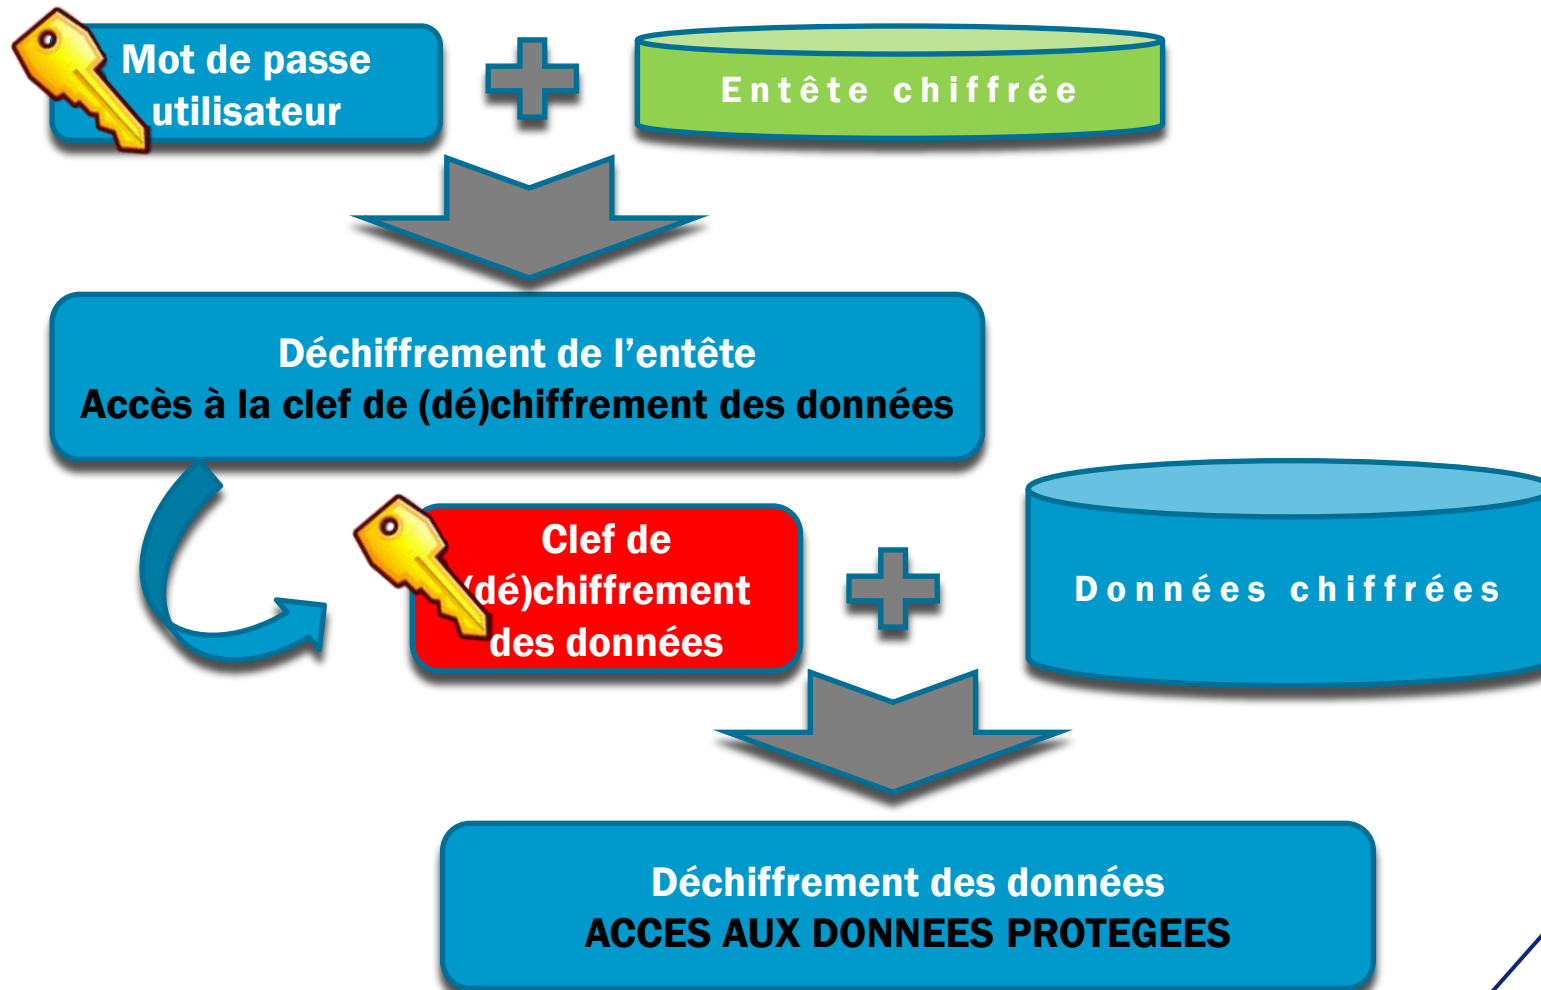 Mot de passe
utilisateur
Entête chiffrée
Déchiffrement de l’entête
Accès à la clef de (dé)chiffrement des données
Clef de
(dé)chiffrement
des données
Données chiffrées
Déchiffrement des données
ACCES AUX DONNEES PROTEGEES